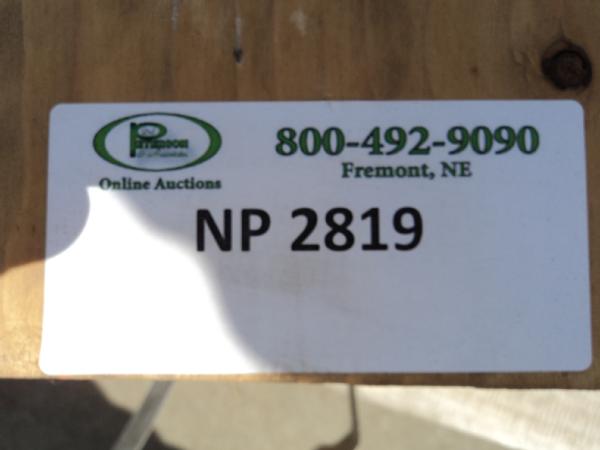 800-492-9090
Fremont, NE
Online Auctions
NP 2819